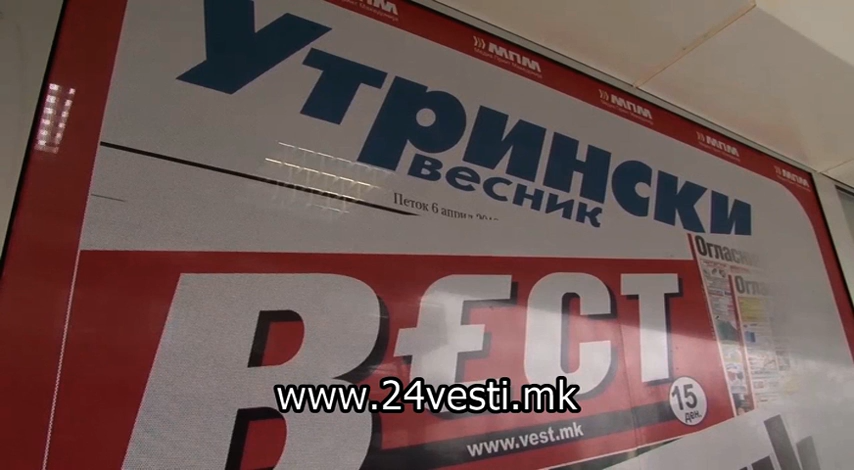 МПМ
МПМ
МПМ
МПМ
МПМ
Утрински
весник
Петок 6 април
Огласи
Огласи
Вест
15
ден.
www.24vesti.mk
www.vest.mk